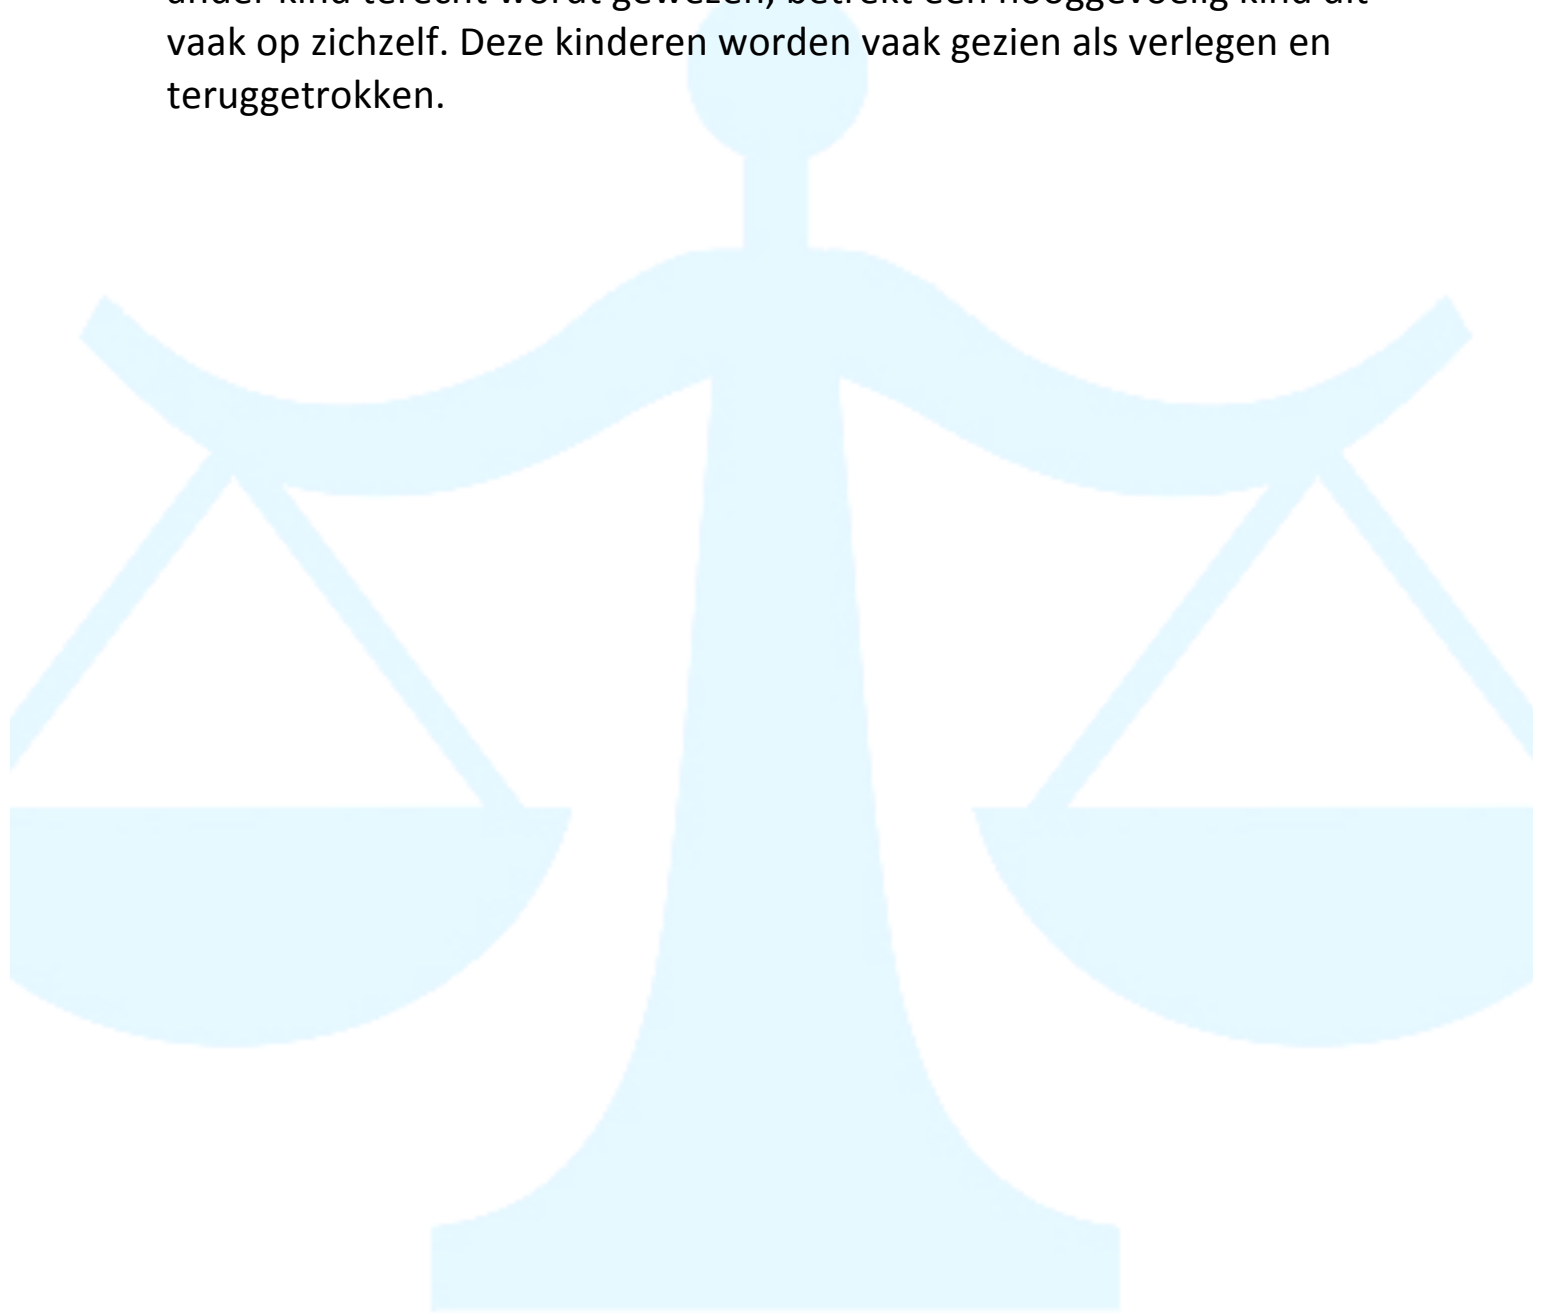 ander kind terecht wordt gewezen, betrekt een hooggevoelig kind dit
vaak op zichzelf. Deze kinderen worden vaak gezien als verlegen en
teruggetrokken.